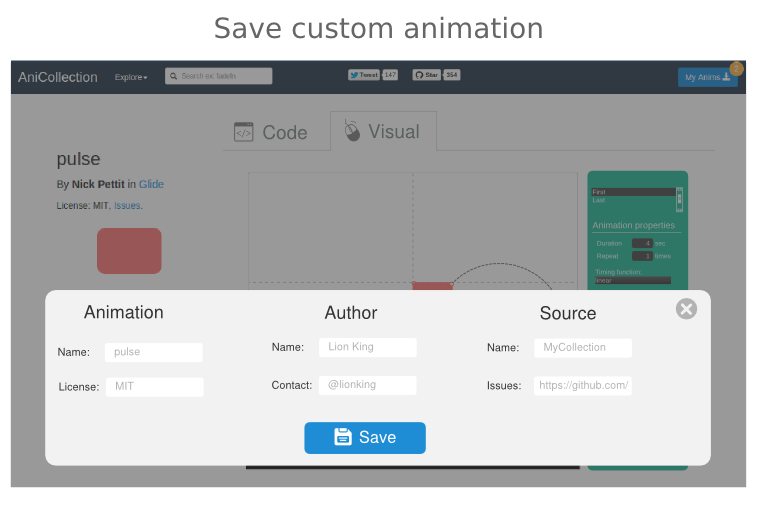 Save custom animation
AniCollection
Explore
Search ex: fadeIn
Tweet 147
Star 354
My Anims
2
Code
Visual
pulse
By Nick Pettit in Glide
License: MIT. Issues.
First
Last
Animation properties
Duration 4 sec
Repeat 1 times
Timing function:
linear
Animation
Author
Source
Name: pulse
Name: Lion King
Name: MyCollection
License: MIT
Contact: @lionking
Issues: https://github.com/
Save